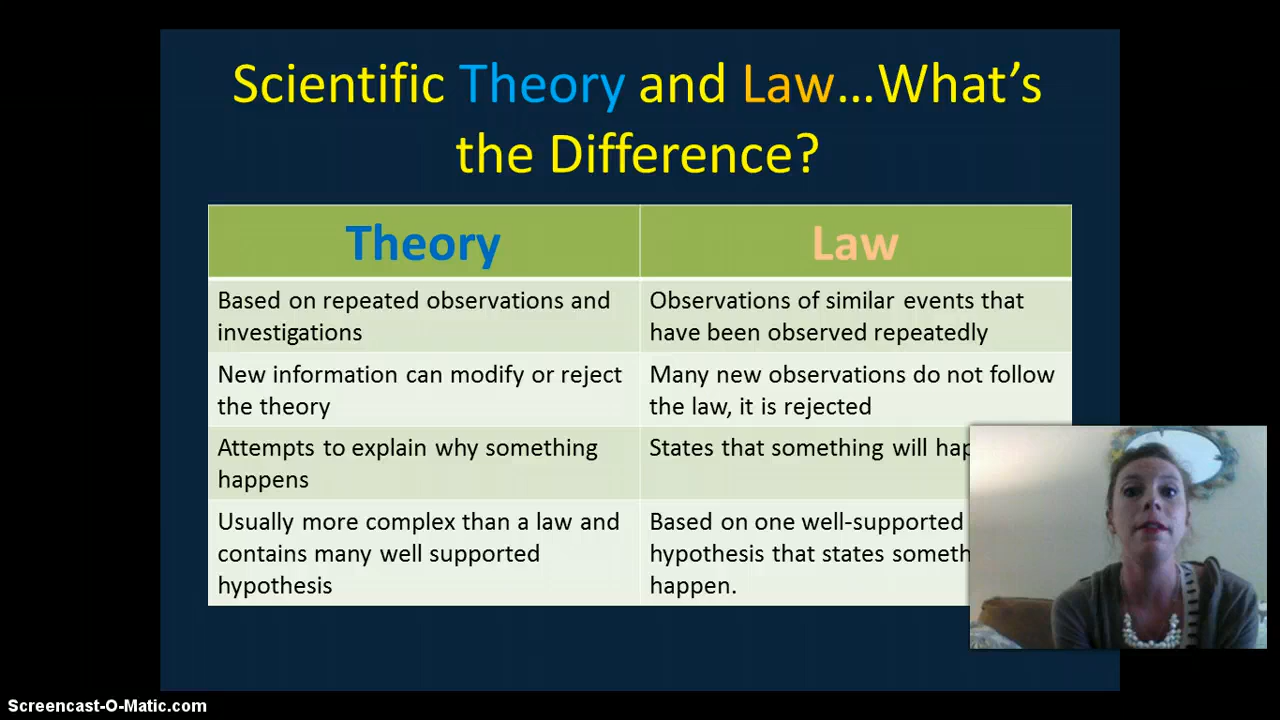 Scientific Theory and Law...What's
the Difference?
Theory
Law
Based on repeated observations and
investigations
Observations of similar events that
have been observed repeatedly
New information can modify or reject
the theory
Many new observations do not follow
the law, it is rejected
Attempts to explain why something
happens
States that something will
Usually more complex than a law and
contains many well supported
hypothesis
Based on one well-supported
hypothesis that states
happen.
Screencast-O-Matic.com